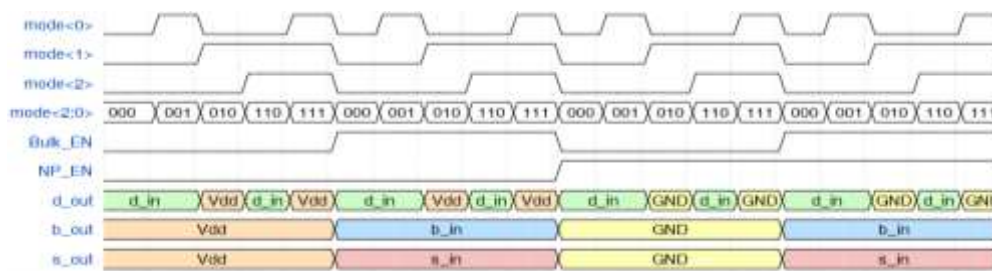 mode<0>
mode<1>
mode<2>
mode<2:0> 000 001 010 110 111 000 001 010 110 111 000 001 010 110 111 000 001 010 110 111
Bulk_EN
NP_EN
d_out d_in Vdd d_in Vdd d_in Vdd d_in Vdd d_in GND d_in GND d_in GND d_in GN
b_out Vdd b_in GND b_in
s_out Vdd s_in GND s_in